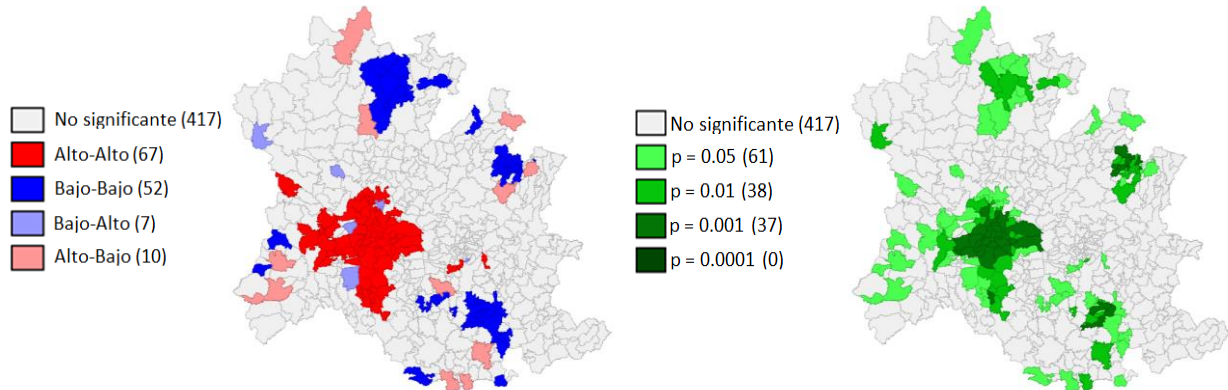 No significante (417)
Alto-Alto (67)
Bajo-Bajo (52)
Bajo-Alto (7)
Alto-Bajo (10)
No significante (417)
p = 0.05 (61)
p = 0.01 (38)
p = 0.001 (37)
p = 0.0001 (0)